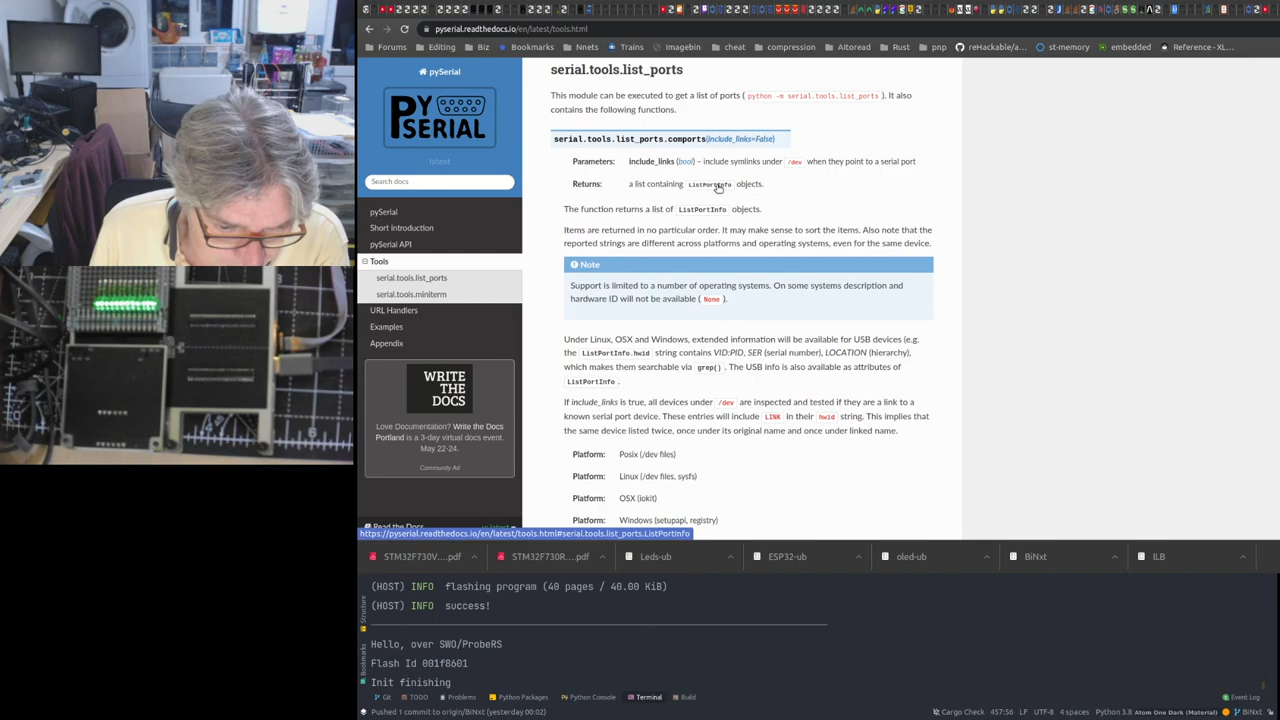 pyserial.readthedocs.io/en/latest/tools.html
Forums
Editing
Biz
Bookmarks
Nnets
Trains
Imagebin
cheat
compression
Aitoread
Rust
pnp
reHackable/a...
st-memory
embedded
Reference - XL...
pySerial
PY
SERIAL
latest
Search docs
pySerial
Short introduction
pySerial API
Tools
serial.tools.list_ports
serial.tools.miniterm
URL Handlers
Examples
Appendix
WRITE
THE
DOCS
Love Documentation? Write the Docs
Portland is a 3-day virtual docs event.
May 22-24.
Community Ad
serial.tools.list_ports
This module can be executed to get a list of ports ( python -m serial.tools.list_ports ). It also
contains the following functions.
serial.tools.list_ports.comports(include_links=False)
Parameters: include_links (bool) – include symlinks under /dev when they point to a serial port
Returns: a list containing ListPortInfo objects.
The function returns a list of ListPortInfo objects.
Items are returned in no particular order. It may make sense to sort the items. Also note that the
reported strings are different across platforms and operating systems, even for the same device.
Note
Support is limited to a number of operating systems. On some systems description and
hardware ID will not be available ( None ).
Under Linux, OSX and Windows, extended information will be available for USB devices (e.g.
the ListPortInfo.hwid string contains VID:PID, SER (serial number), LOCATION (hierarchy),
which makes them searchable via grep() . The USB info is also available as attributes of
ListPortInfo .
If include_links is true, all devices under /dev are inspected and tested if they are a link to a
known serial port device. These entries will include LINK in their hwid string. This implies that
the same device listed twice, once under its original name and once under linked name.
Platform: Posix (/dev files)
Platform: Linux (/dev files, sysfs)
Platform: OSX (iokit)
Platform: Windows (setupapi, registry)
https://pyserial.readthedocs.io/en/latest/tools.html#serial.tools.list_ports.ListPortInfo
STM32F730V....pdf
STM32F730R....pdf
Leds-ub
ESP32-ub
oled-ub
BiNxt
ILB
(HOST) INFO flashing program (40 pages / 40.00 KiB)
(HOST) INFO success!
Hello, over SWO/ProbeRS
Flash Id 001f8601
Init finishing
Structure
Bookmarks
Git
TODO
Problems
Python Packages
Python Console
Terminal
Build
Event Log
Pushed 1 commit to origin/BiNxt (yesterday 00:02)
Cargo Check
457:56
LF
UTF-8
4 spaces
Python 3.8
Atom One Dark (Material)
BiNxt